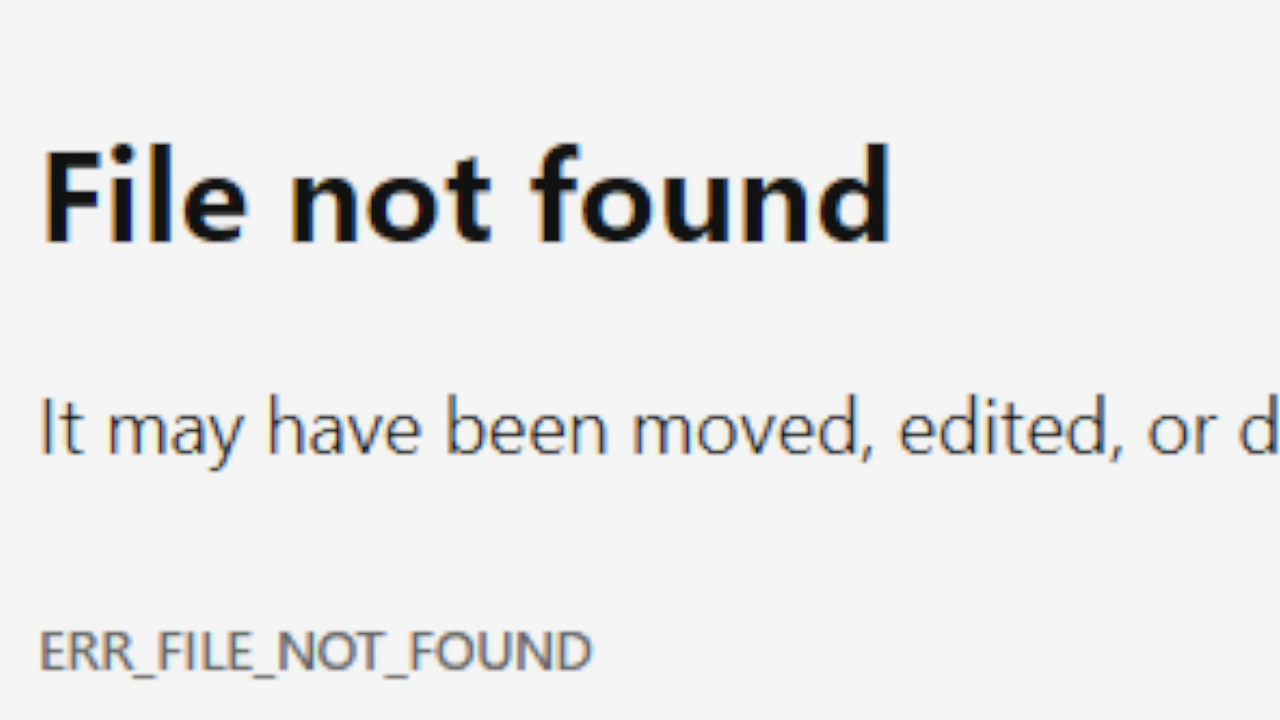 File not found
It may have been moved, edited, or d
ERR_FILE_NOT_FOUND